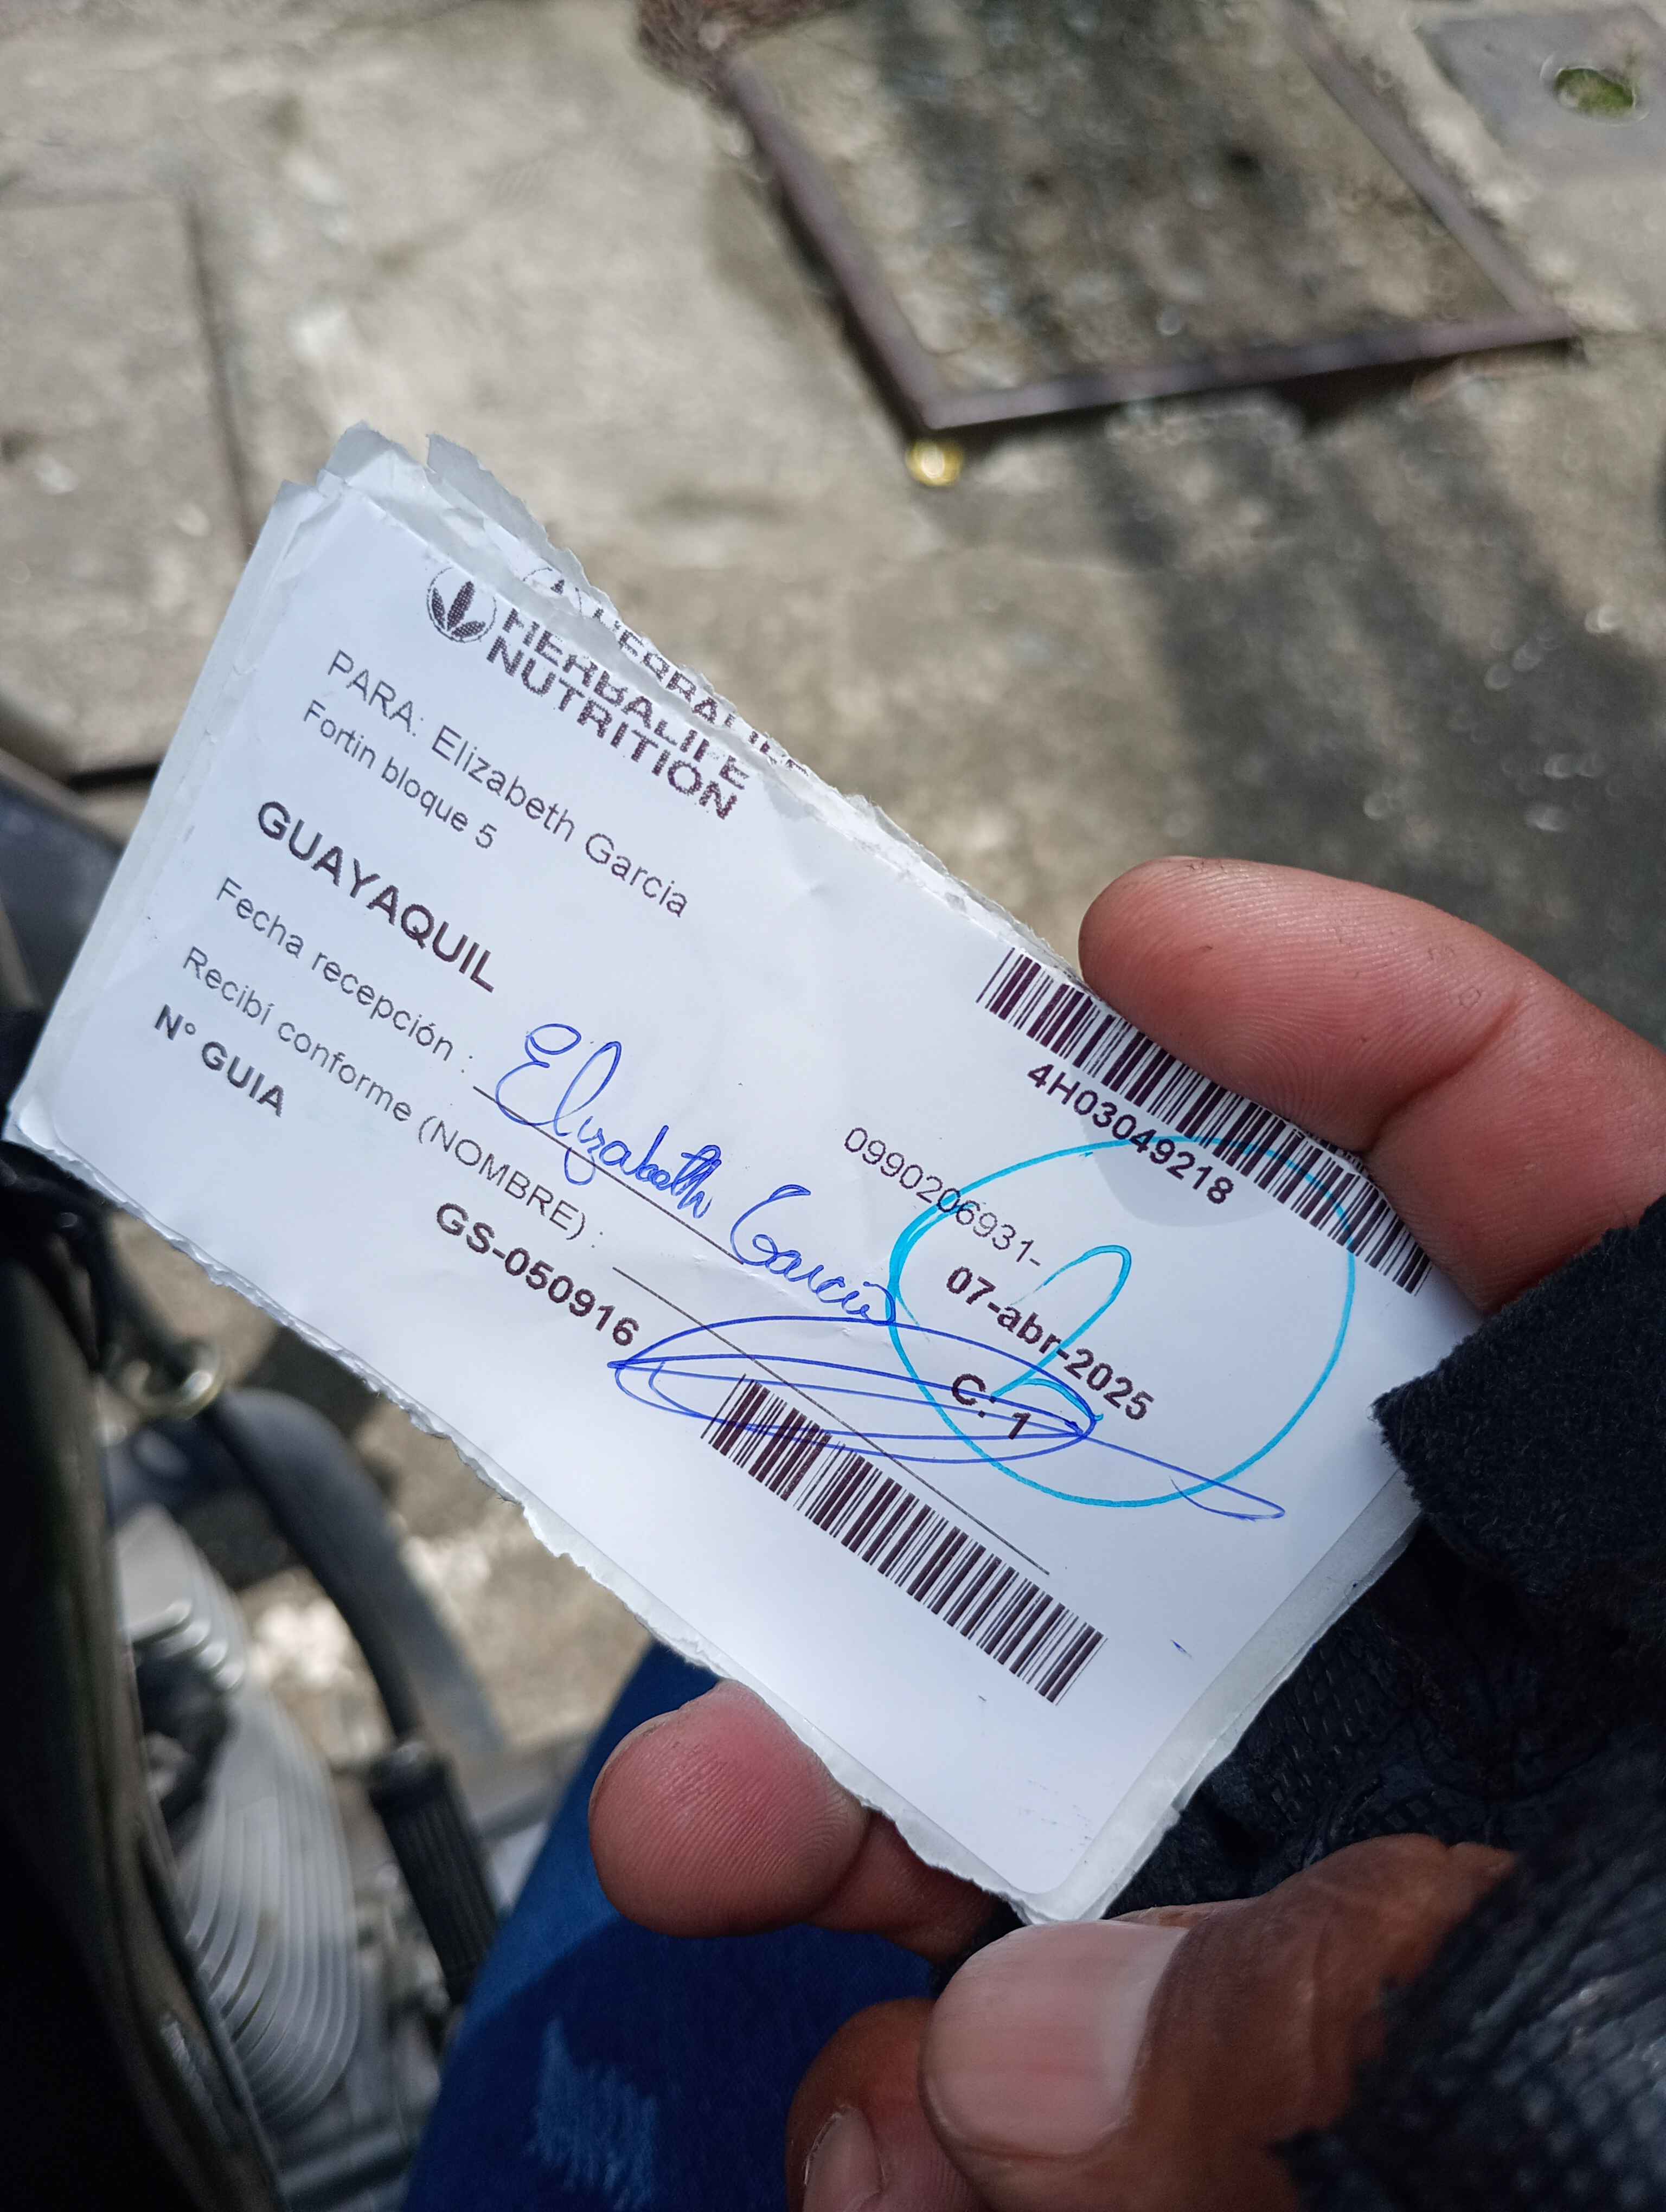 HERBALIFE
HERBALIFE
NUTRITION
PARA: Elizabeth Garcia
Fortin bloque 5
GUAYAQUIL
4H03049218
0990206931-
07-abr-2025
C: 1
Fecha recepción :
Elizabeth Garcia
Recibí conforme (NOMBRE) :
N° GUIA
GS-050916